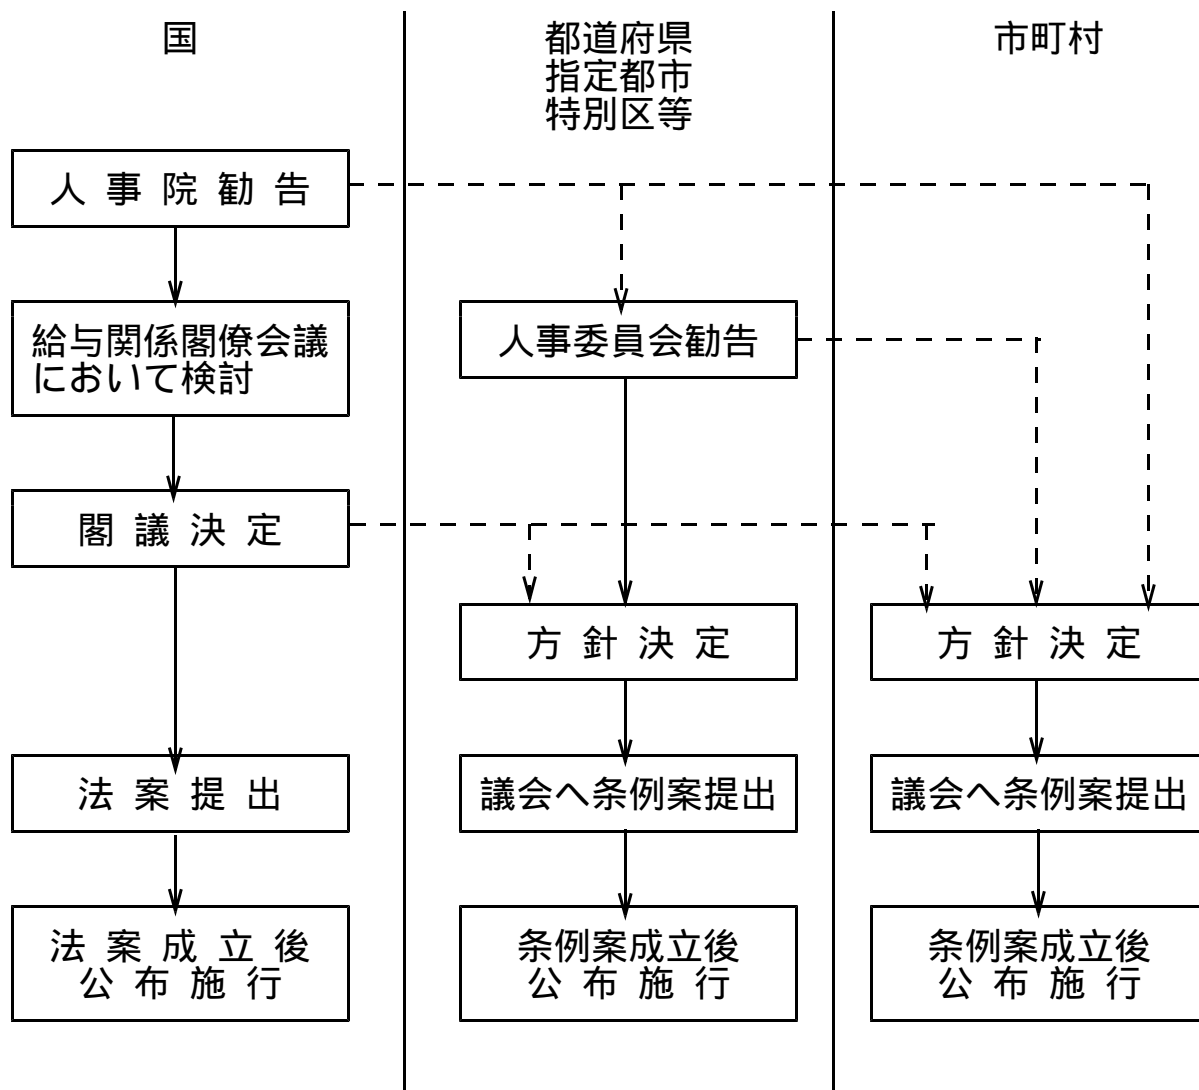 国
都道府県
指定都市
特別区等
市町村
人事院勧告
給与関係閣僚会議
において検討
人事委員会勧告
閣議決定
方針決定
方針決定
法案提出
議会へ条例案提出
議会へ条例案提出
法案成立後
公布施行
条例案成立後
公布施行
条例案成立後
公布施行